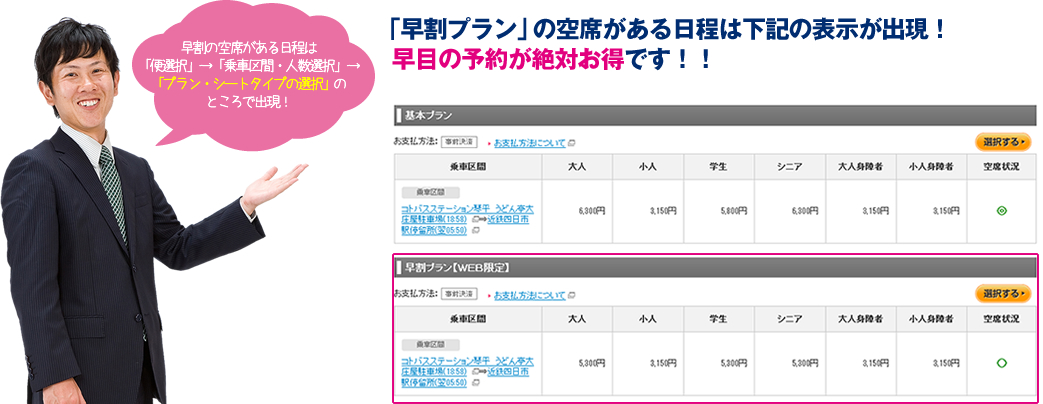 早割の空席がある日程は
「便選択」→「乗車区間・人数選択」→
「プラン・シートタイプの選択」の
ところで出現！
「早割プラン」の空席がある日程は下記の表示が出現！
早目の予約が絶対お得です！！
基本プラン
お支払方法: 事前決済 ・お支払方法について 選択する
乗車区間 大人 小人 学生 シニア 大人身障者 小人身障者 空席状況
乗車区間
コトバスステーション琴平 うどん亭大
庄屋駐車場(18:58) ⇒近鉄四日市
駅停留所(翌05:50)
6,300円 3,150円 5,800円 6,300円 3,150円 3,150円 ◎
早割プラン【WEB限定】
お支払方法: 事前決済 ・お支払方法について 選択する
乗車区間 大人 小人 学生 シニア 大人身障者 小人身障者 空席状況
乗車区間
コトバスステーション琴平 うどん亭大
庄屋駐車場(18:58) ⇒近鉄四日市
駅停留所(翌05:50)
5,300円 3,150円 5,300円 5,300円 3,150円 3,150円 ○